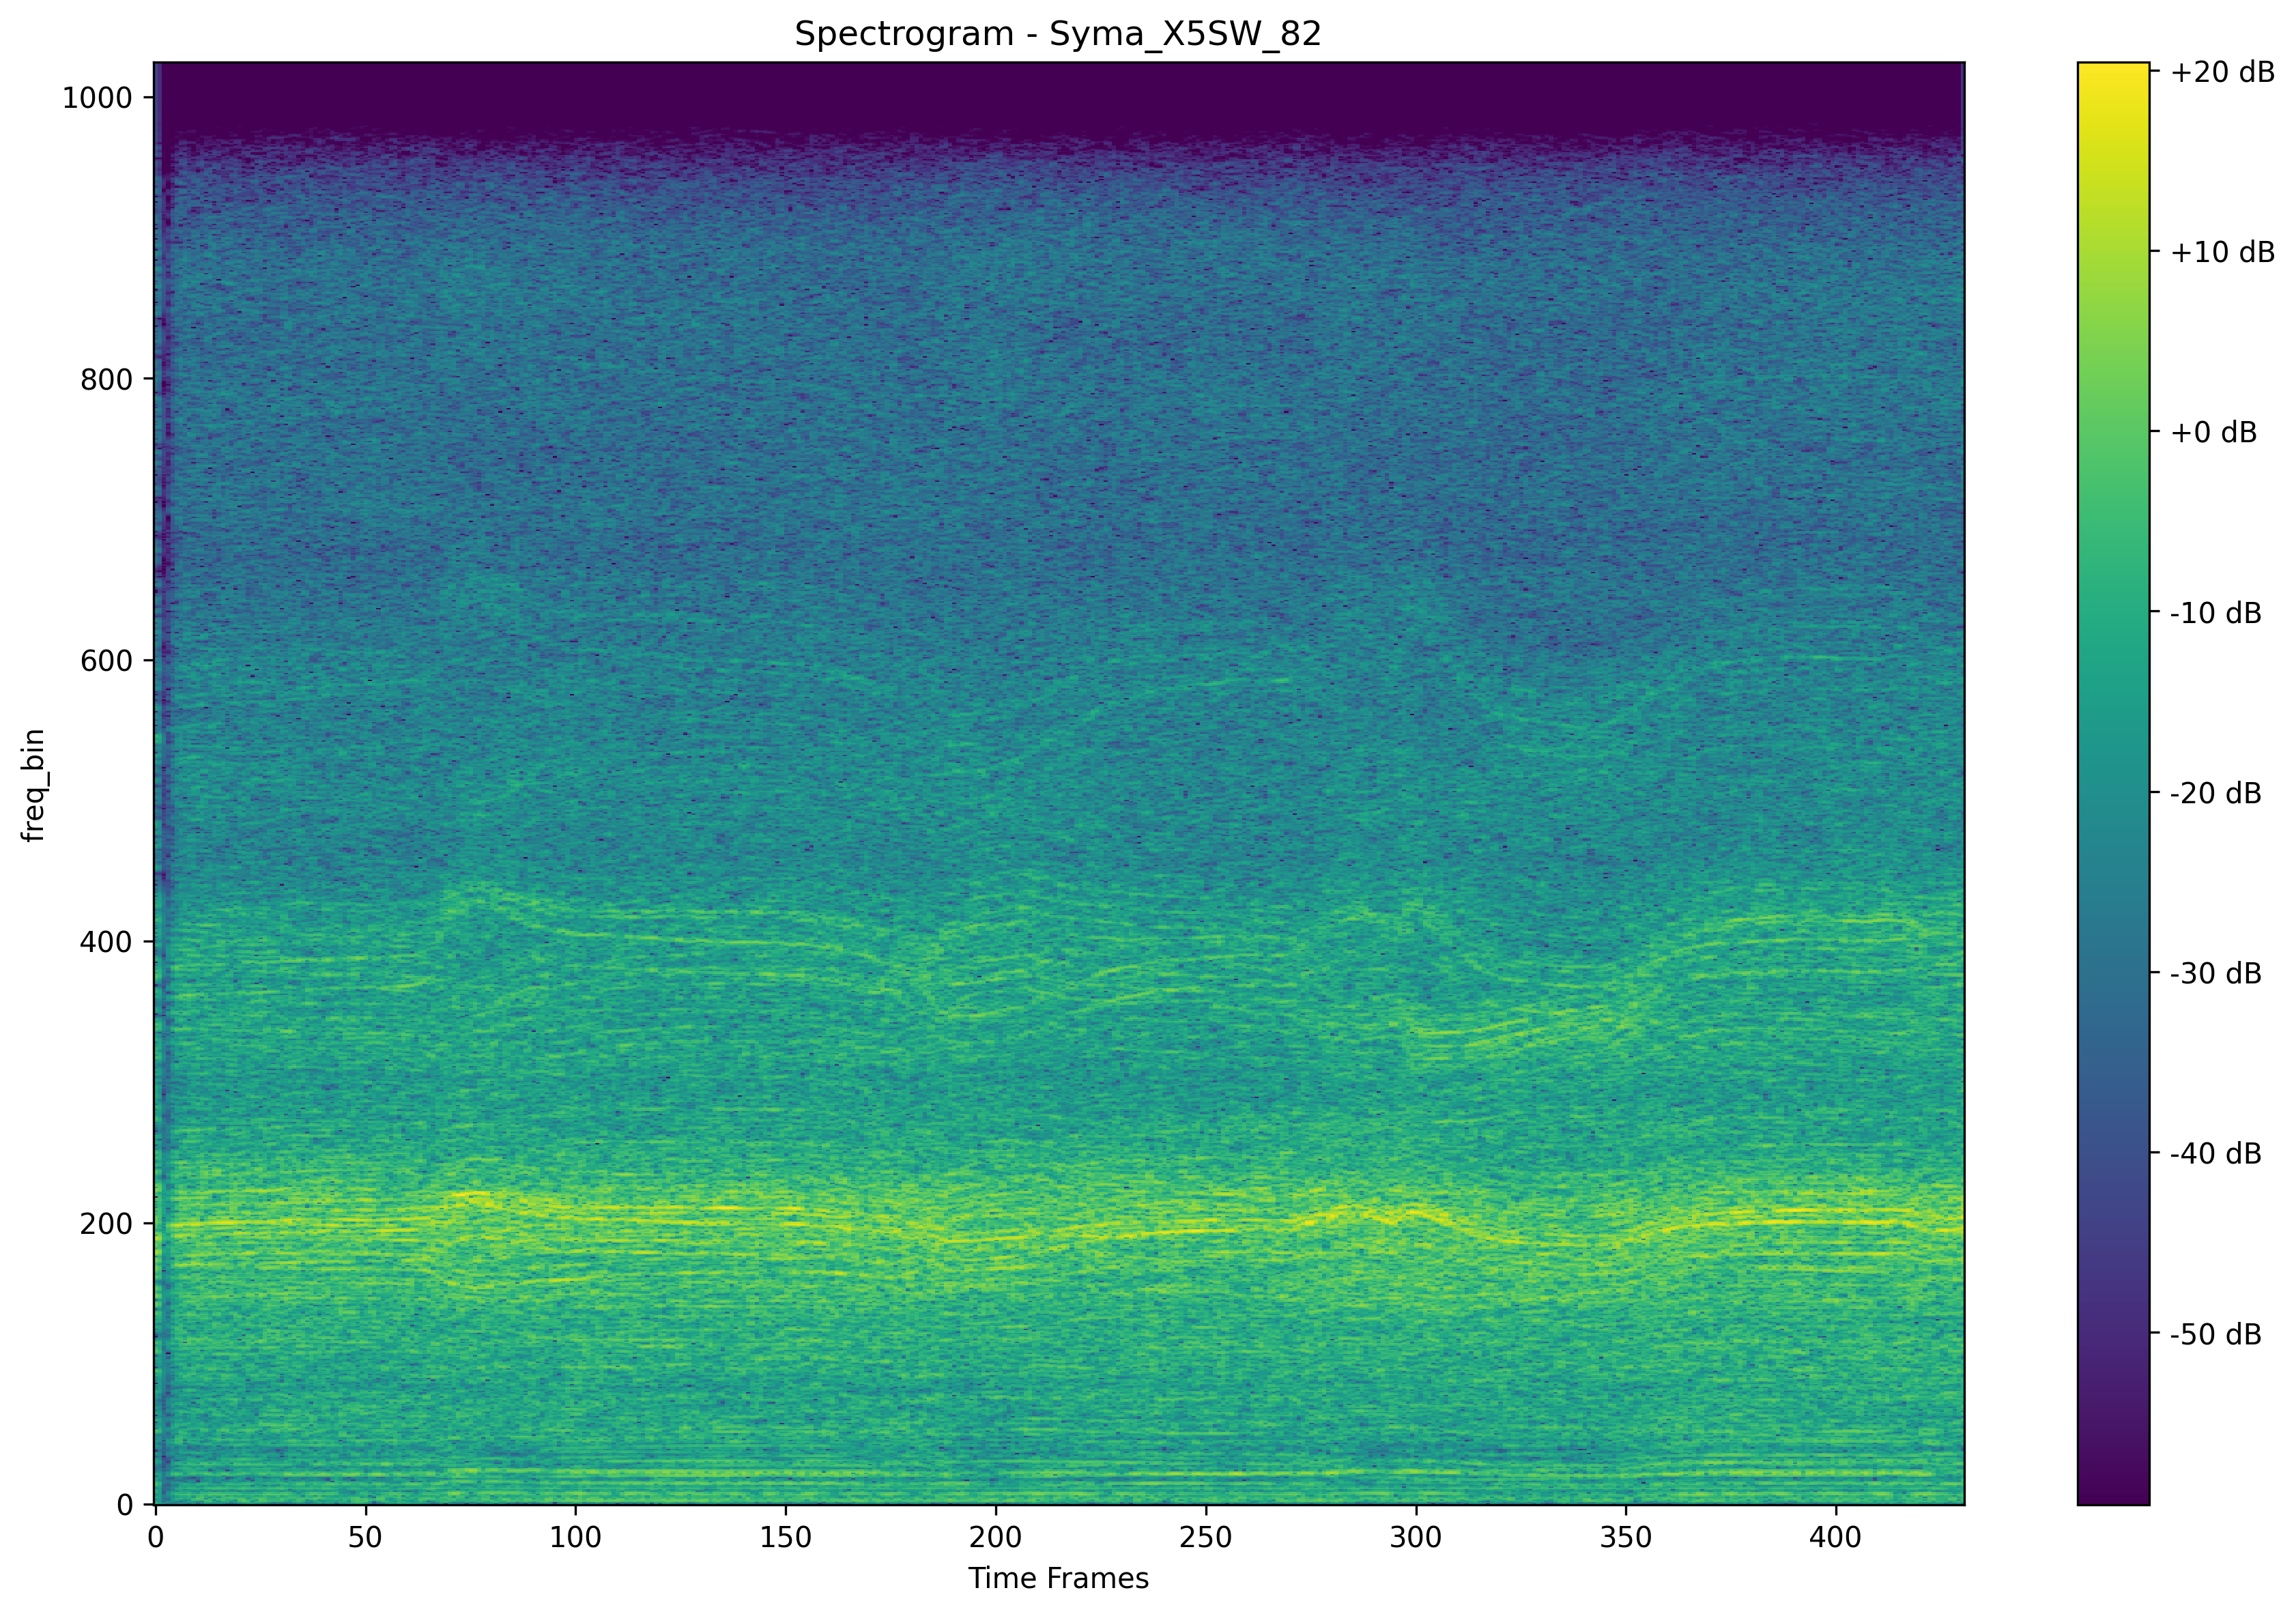 Spectrogram - Syma_X5SW_82
freq_bin
1000
800
600
400
200
0
0 50 100 150 200 250 300 350 400
Time Frames
+20 dB
+10 dB
+0 dB
-10 dB
-20 dB
-30 dB
-40 dB
-50 dB